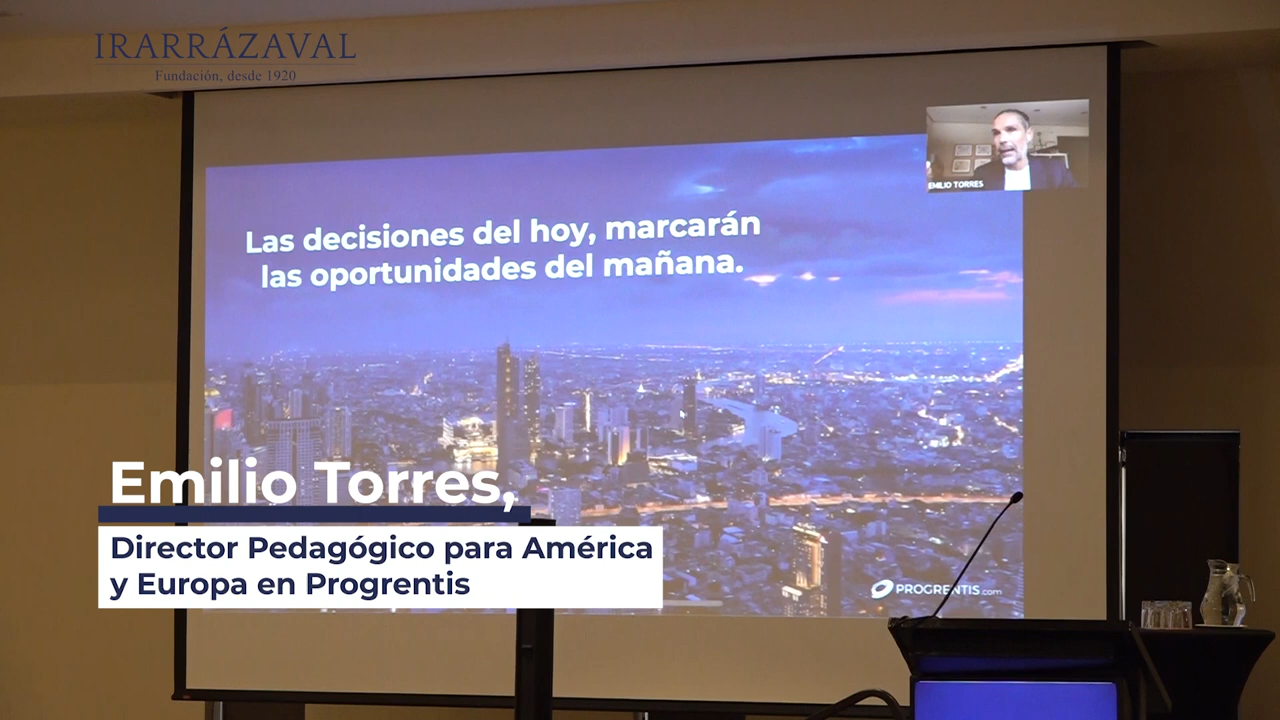 IRARRÁZAVAL
Fundación, desde 1920
EMILIO TORRES
Las decisiones del hoy, marcarán
las oportunidades del mañana.
Emilio Torres,
Director Pedagógico para América
y Europa en Progrentis
PROGRENTIS.com